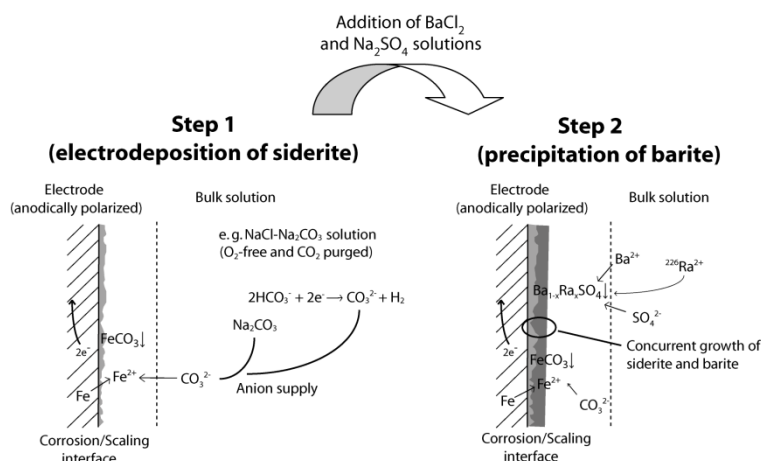 Addition of BaCl₂
and Na₂SO₄ solutions
Step 1
(electrodeposition of siderite)
Electrode
(anodically polarized)
Bulk solution
e.g. NaCl-Na₂CO₃ solution
(O₂-free and CO₂ purged)
2HCO₃⁻ + 2e⁻ → CO₃²⁻ + H₂
Na₂CO₃
FeCO₃↓
2e⁻
Fe²⁺
CO₃²⁻
Anion supply
Fe
Corrosion/Scaling
interface
Step 2
(precipitation of barite)
Electrode
(anodically polarized)
Bulk solution
Ba²⁺
²²⁶Ra²⁺
Ba₁₋ₓRaₓSO₄↓
SO₄²⁻
2e⁻
Concurrent growth of
siderite and barite
FeCO₃↓
Fe²⁺
Fe
CO₃²⁻
Corrosion/Scaling
interface